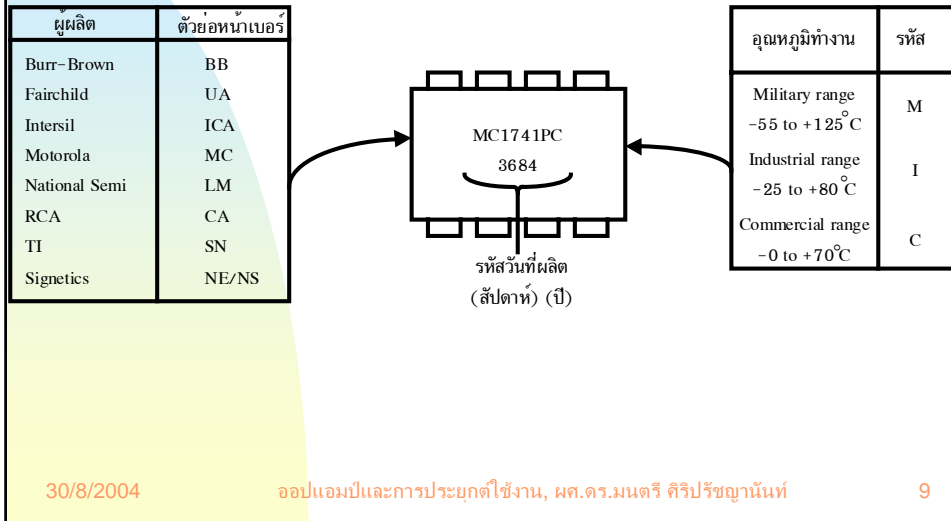 ผู้ผลิต ตัวย่อหน้าเบอร์
Burr-Brown BB
Fairchild UA
Intersil ICA
Motorola MC
National Semi LM
RCA CA
TI SN
Signetics NE/NS
MC1741PC
3684
รหัสวันที่ผลิต
(สัปดาห์) (ปี)
อุณหภูมิทำงาน รหัส
Military range M
-55 to +125°C
Industrial range I
-25 to +80 °C
Commercial range C
-0 to +70°C
30/8/2004 ออปแอมป์และการประยุกต์ใช้งาน, ผศ.ดร.มนตรี ศิริปรัชญานันท์ 9